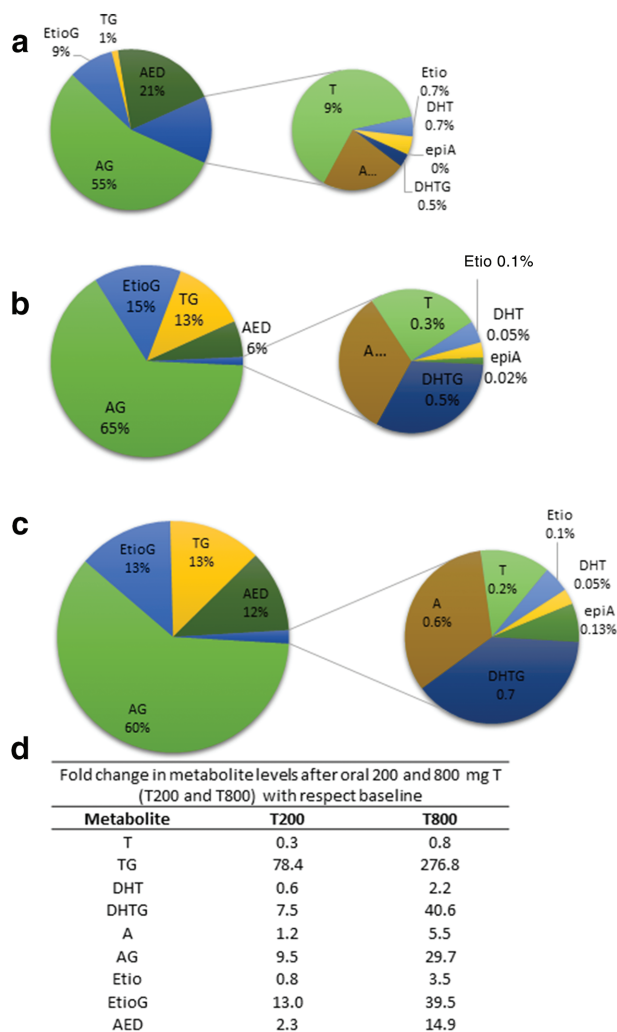 a
EtioG
9%
TG
1%
AED
21%
AG
55%
T
9%
Etio
0.7%
DHT
0.7%
epiA
0%
DHTG
0.5%
A...
b
EtioG
15%
TG
13%
AED
6%
AG
65%
Etio 0.1%
T
0.3%
DHT
0.05%
epiA
0.02%
A...
DHTG
0.5%
c
EtioG
13%
TG
13%
AED
12%
AG
60%
Etio
0.1%
T
0.2%
DHT
0.05%
epiA
0.13%
A
0.6%
DHTG
0.7
d
Fold change in metabolite levels after oral 200 and 800 mg T
(T200 and T800) with respect baseline
Metabolite T200 T800
T 0.3 0.8
TG 78.4 276.8
DHT 0.6 2.2
DHTG 7.5 40.6
A 1.2 5.5
AG 9.5 29.7
Etio 0.8 3.5
EtioG 13.0 39.5
AED 2.3 14.9